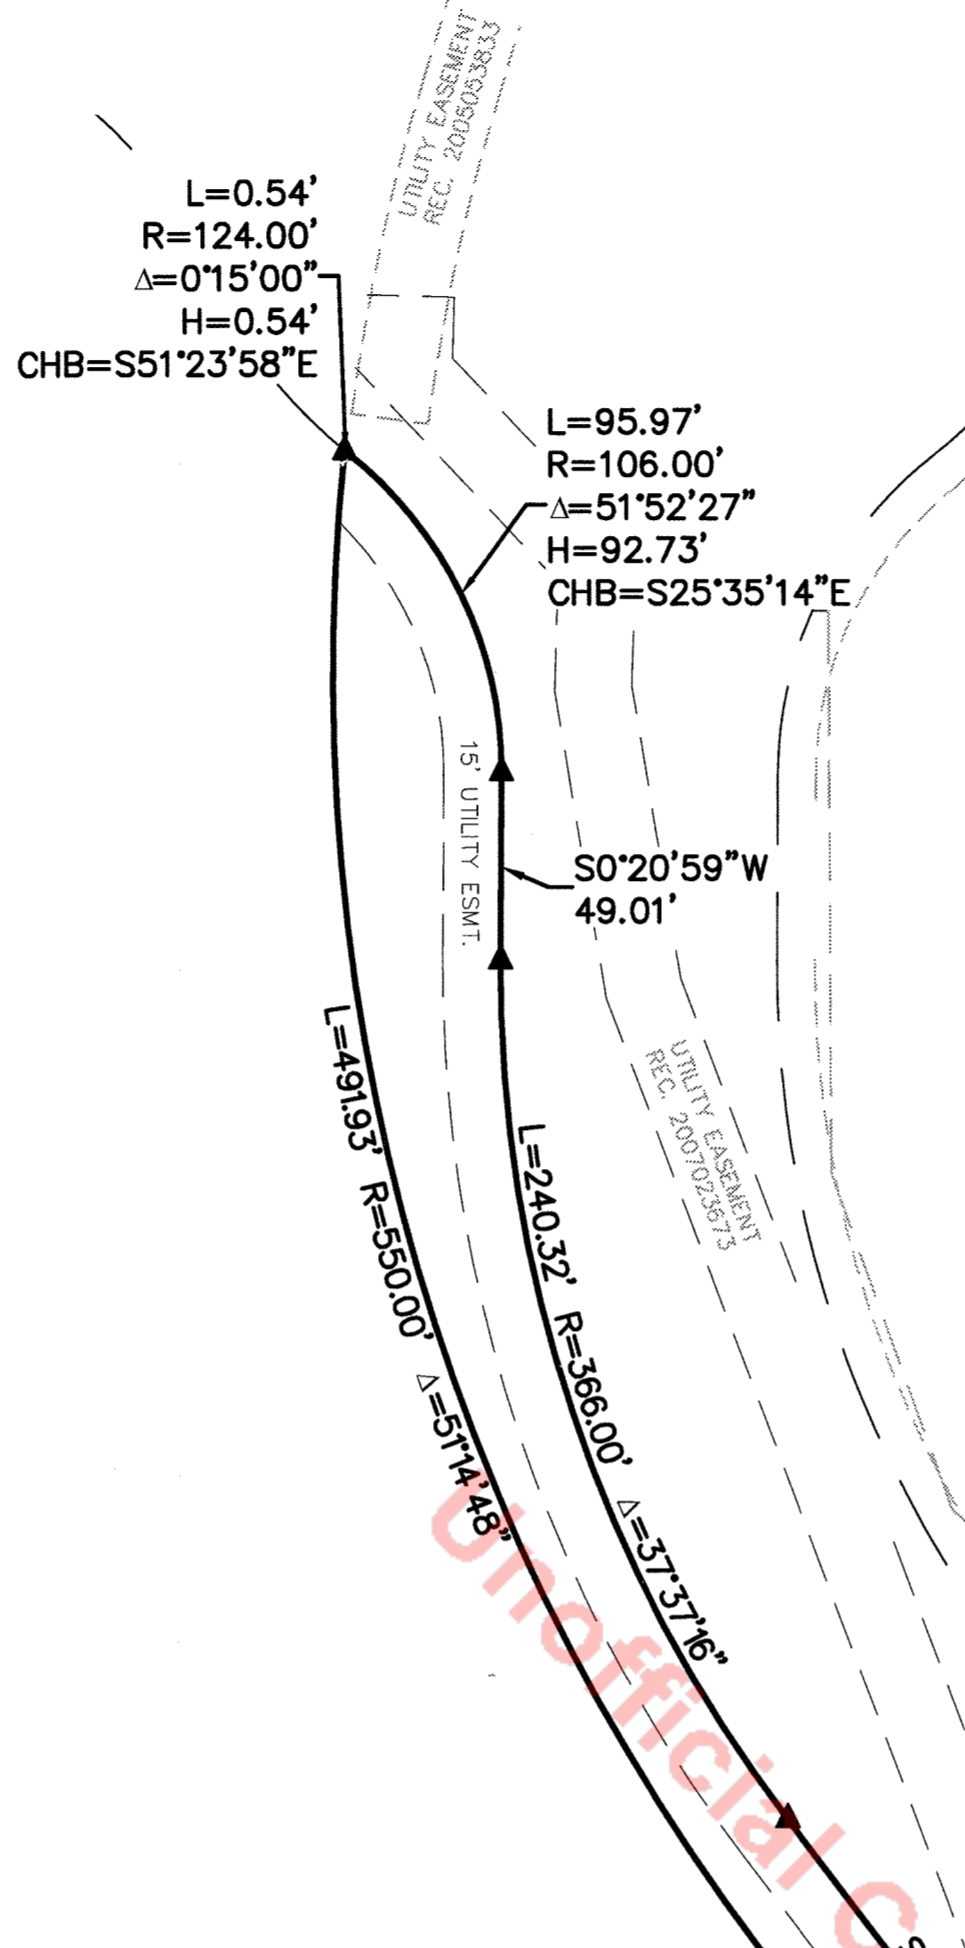 UTILITY EASEMENT
REC. 2005053833
L=0.54'
R=124.00'
Δ=0°15'00"
H=0.54'
CHB=S51°23'58"E
L=95.97'
R=106.00'
Δ=51°52'27"
H=92.73'
CHB=S25°35'14"E
15' UTILITY ESMT.
S0°20'59"W
49.01'
L=491.93' R=550.00' Δ=51°14'48"
L=240.32' R=366.00' Δ=37°37'16"
UTILITY EASEMENT
REC. 2007023673
Unofficial C